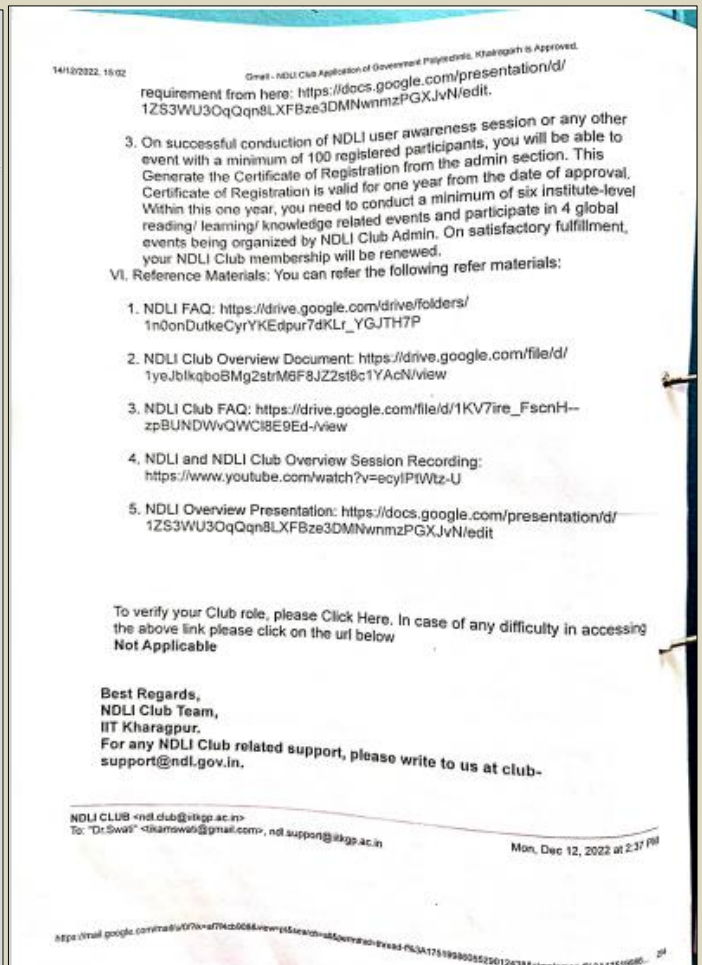 14/12/2022, 15:02
Gmail - NDLI Club Application of Government Polytechnic, Khairagarh is Approved.
requirement from here: https://docs.google.com/presentation/d/
1ZS3WU3OqQqn8LXFBze3DMNwnmzPGXJvN/edit.
3. On successful conduction of NDLI user awareness session or any other
event with a minimum of 100 registered participants, you will be able to
Generate the Certificate of Registration from the admin section. This
Certificate of Registration is valid for one year from the date of approval.
Within this one year, you need to conduct a minimum of six institute-level
reading/ learning/ knowledge related events and participate in 4 global
events being organized by NDLI Club Admin. On satisfactory fulfillment,
your NDLI Club membership will be renewed.
VI. Reference Materials: You can refer the following refer materials:
1. NDLI FAQ: https://drive.google.com/drive/folders/
1n0onDutkeCyrYKEdpur7dKLr_YGJTH7P
2. NDLI Club Overview Document: https://drive.google.com/file/d/
1yeJbIkqboBMg2strM6F8JZ2st8c1YAcN/view
3. NDLI Club FAQ: https://drive.google.com/file/d/1KV7ire_FscnH--
zpBUNDWvQWCl8E9Ed-/view
4. NDLI and NDLI Club Overview Session Recording:
https://www.youtube.com/watch?v=ecyIPfWtz-U
5. NDLI Overview Presentation: https://docs.google.com/presentation/d/
1ZS3WU3OqQqn8LXFBze3DMNwnmzPGXJvN/edit
To verify your Club role, please Click Here. In case of any difficulty in accessing
the above link please click on the url below
Not Applicable
Best Regards,
NDLI Club Team,
IIT Kharagpur.
For any NDLI Club related support, please write to us at club-
support@ndl.gov.in.
NDLI CLUB <ndl.club@iitkgp.ac.in>
To: "Dr.Swati" <tikamswati@gmail.com>, ndl.support@iitkgp.ac.in
Mon, Dec 12, 2022 at 2:37 PM
2/4